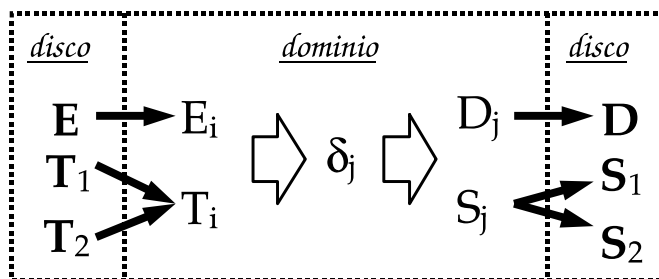 disco dominio disco
E Eᵢ Dⱼ D
T₁ δⱼ S₁
T₂ Tᵢ Sⱼ S₂